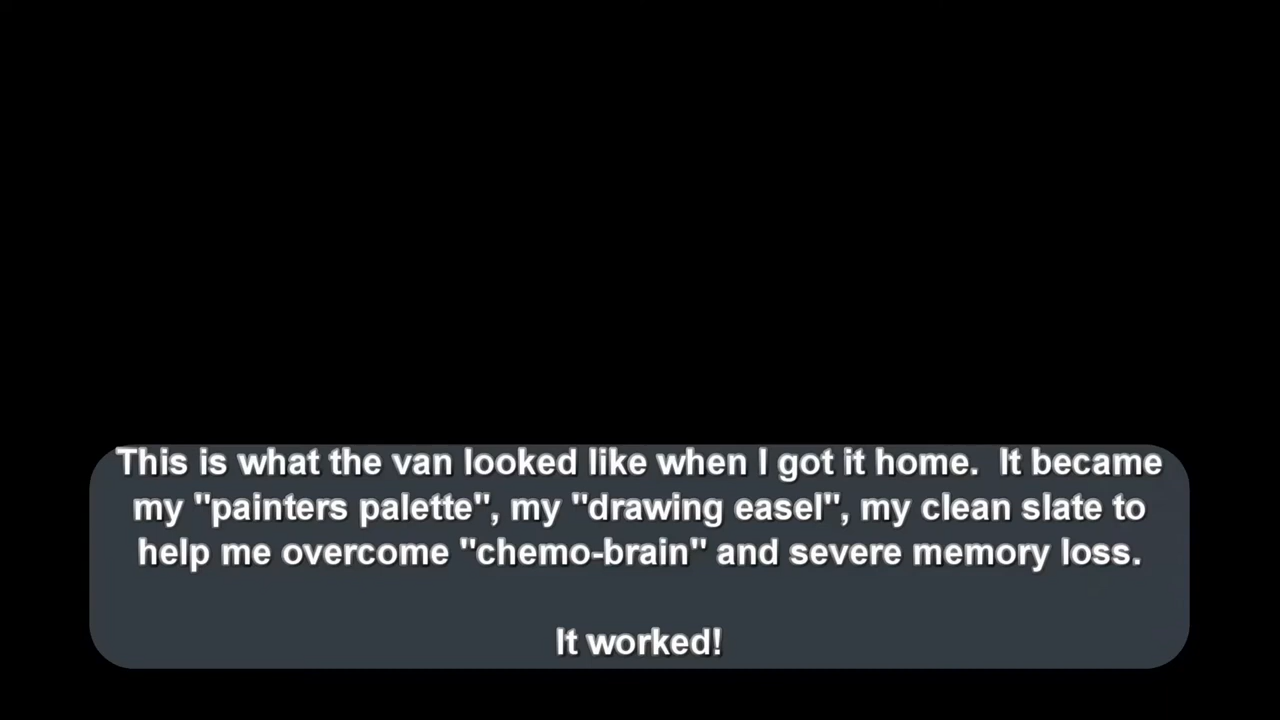 This is what the van looked like when I got it home.  It became
my "painters palette", my "drawing easel", my clean slate to
help me overcome "chemo-brain" and severe memory loss.
It worked!